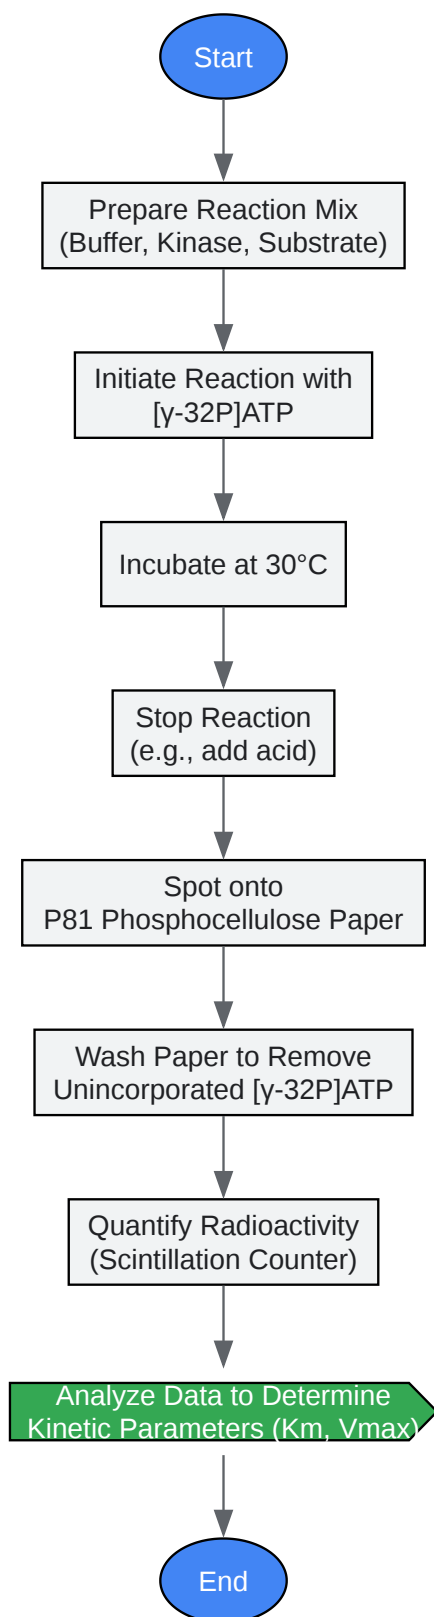 Start
Prepare Reaction Mix
(Buffer, Kinase, Substrate)
Initiate Reaction with
[γ-32P]ATP
Incubate at 30°C
Stop Reaction
(e.g., add acid)
Spot onto
P81 Phosphocellulose Paper
Wash Paper to Remove
Unincorporated [γ-32P]ATP
Quantify Radioactivity
(Scintillation Counter)
Analyze Data to Determine
Kinetic Parameters (Km, Vmax)
End